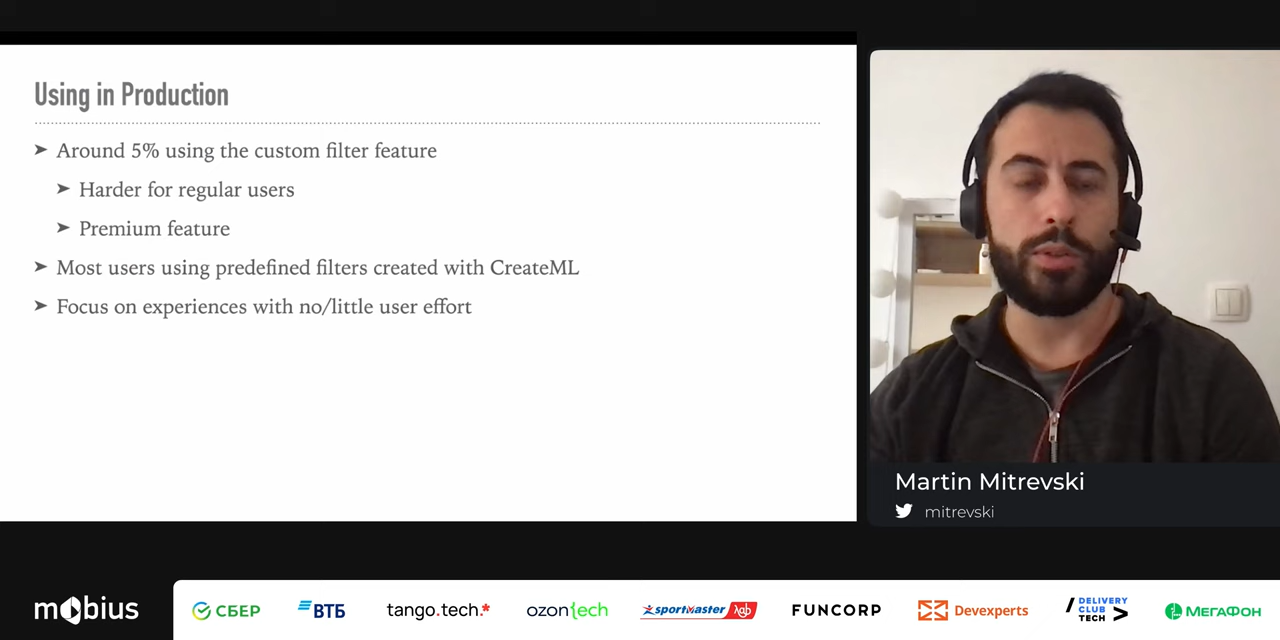 Using in Production
Around 5% using the custom filter feature
Harder for regular users
Premium feature
Most users using predefined filters created with CreateML
Focus on experiences with no/little user effort
Martin Mitrevski
mitrevski
mobius
СБЕР
ВТБ
tango.tech.*
ozon{tech
sportmaster lab
FUNCORP
Devexperts
/DELIVERY CLUB TECH >
МЕГАФОН